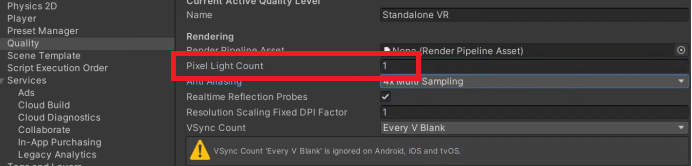 Physics 2D
Player
Preset Manager
Quality
Scene Template
Script Execution Order
Services
Ads
Cloud Build
Cloud Diagnostics
Collaborate
In-App Purchasing
Legacy Analytics
Tags and Layers
Current Active Quality Level
Name Standalone VR
Rendering
Render Pipeline Asset None (Render Pipeline Asset)
Pixel Light Count 1
Anti Aliasing 4x Multi Sampling
Realtime Reflection Probes
Resolution Scaling Fixed DPI Factor 1
VSync Count Every V Blank
VSync Count 'Every V Blank' is ignored on Android, iOS and tvOS.